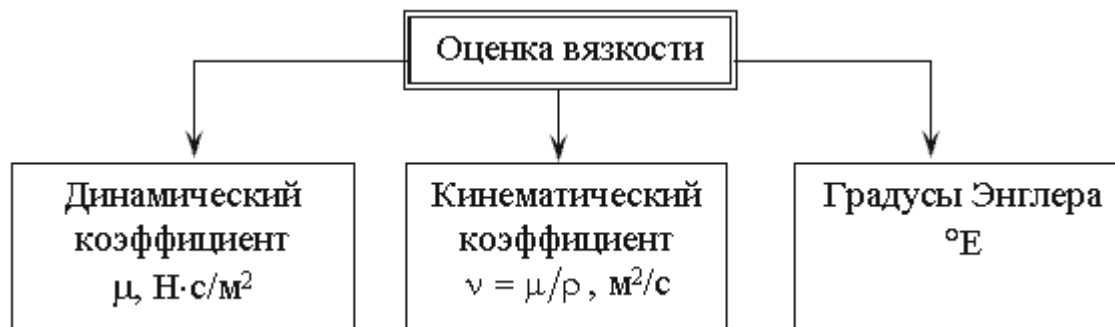 Оценка вязкости
Динамический
коэффициент
μ, Н·с/м²
Кинематический
коэффициент
ν = μ/ρ , м²/с
Градусы Энглера
°Е